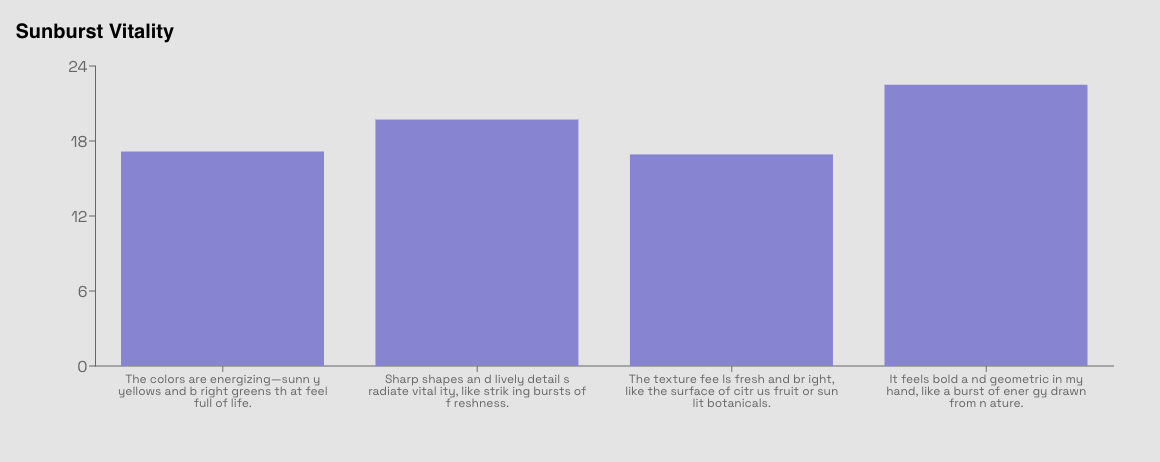 Sunburst Vitality
24
18
12
6
0
The colors are energizing—sunn y
yellows and b right greens th at feel
full of life.
Sharp shapes an d lively detail s
radiate vital ity, like strik ing bursts of
f reshness.
The texture fee ls fresh and br ight,
like the surface of citr us fruit or sun
lit botanicals.
It feels bold a nd geometric in my
hand, like a burst of ener gy drawn
from n ature.